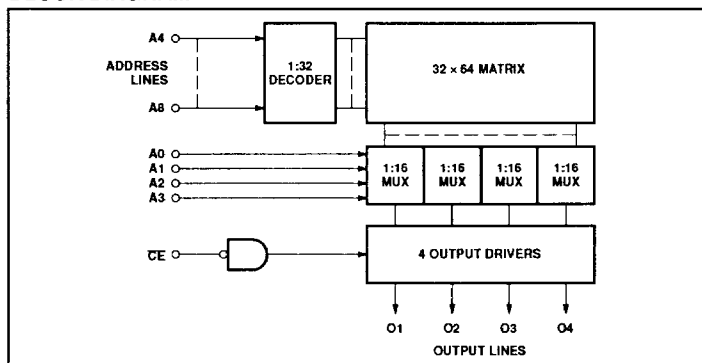 A4
ADDRESS
LINES
A8
1:32
DECODER
32 × 64 MATRIX
A0
A1
A2
A3
1:16
MUX
1:16
MUX
1:16
MUX
1:16
MUX
CE
4 OUTPUT DRIVERS
O1 O2 O3 O4
OUTPUT LINES